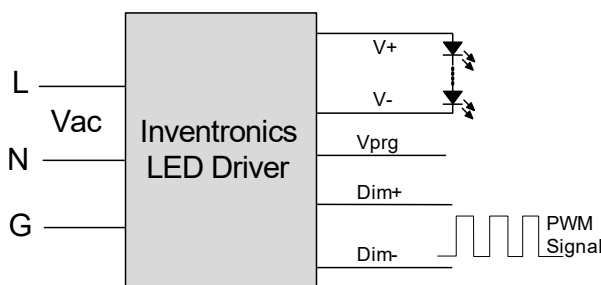 L
Vac
N
G
Inventronics
LED Driver
V+
V-
Vprg
Dim+
Dim-
PWM
Signal